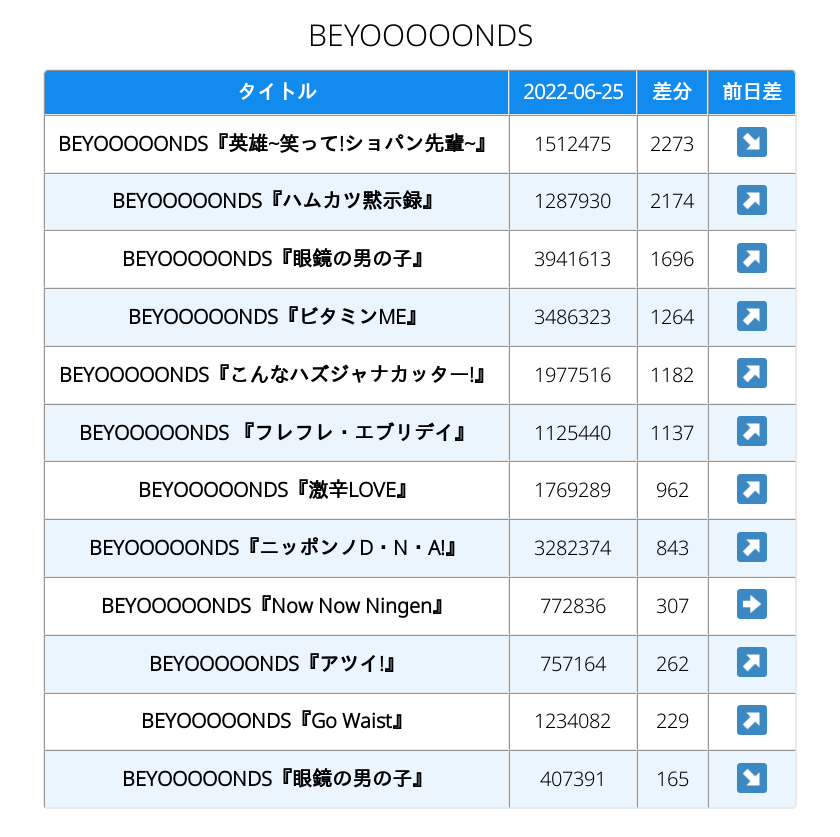 BEYOOOOONDS
タイトル 2022-06-25 差分 前日差
BEYOOOOONDS『英雄~笑って!ショパン先輩~』 1512475 2273 ↘
BEYOOOOONDS『ハムカツ黙示録』 1287930 2174 ↗
BEYOOOOONDS『眼鏡の男の子』 3941613 1696 ↗
BEYOOOOONDS『ビタミンME』 3486323 1264 ↗
BEYOOOOONDS『こんなハズジャナカッター!』 1977516 1182 ↗
BEYOOOOONDS 『フレフレ・エブリデイ』 1125440 1137 ↗
BEYOOOOONDS『激辛LOVE』 1769289 962 ↗
BEYOOOOONDS『ニッポンノD・N・A!』 3282374 843 ↗
BEYOOOOONDS『Now Now Ningen』 772836 307 →
BEYOOOOONDS『アツイ!』 757164 262 ↗
BEYOOOOONDS『Go Waist』 1234082 229 ↗
BEYOOOOONDS『眼鏡の男の子』 407391 165 ↘